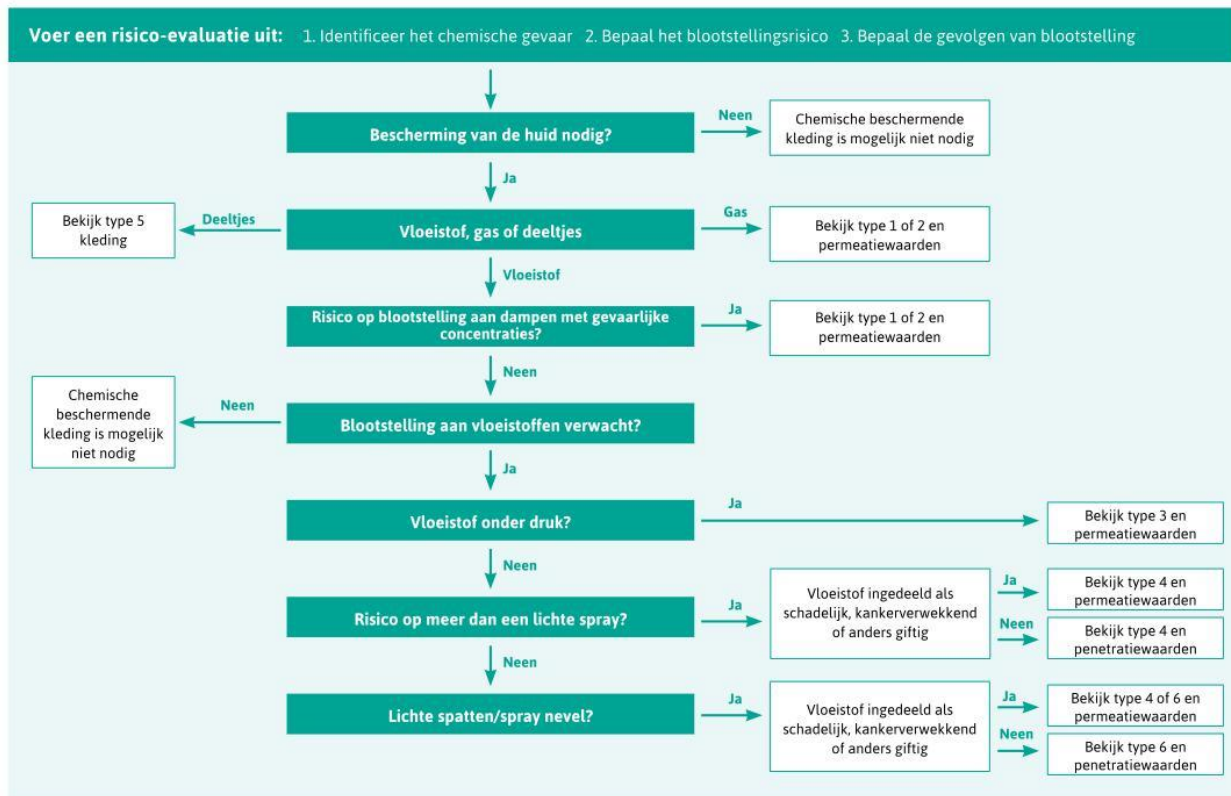 Voer een risico-evaluatie uit: 1. Identificeer het chemische gevaar 2. Bepaal het blootstellingsrisico 3. Bepaal de gevolgen van blootstelling
Bescherming van de huid nodig?
Neen
Chemische beschermende
kleding is mogelijk niet nodig
Ja
Bekijk type 5
kleding
Deeltjes
Vloeistof, gas of deeltjes
Gas
Bekijk type 1 of 2 en
permeatiewaarden
Vloeistof
Risico op blootstelling aan dampen met gevaarlijke
concentraties?
Ja
Bekijk type 1 of 2 en
permeatiewaarden
Neen
Chemische
beschermende
kleding is mogelijk
niet nodig
Neen
Blootstelling aan vloeistoffen verwacht?
Ja
Vloeistof onder druk?
Ja
Bekijk type 3 en
permeatiewaarden
Neen
Risico op meer dan een lichte spray?
Ja
Vloeistof ingedeeld als
schadelijk, kankerverwekkend
of anders giftig
Ja
Bekijk type 4 en
permeatiewaarden
Neen
Bekijk type 4 en
penetratiewaarden
Neen
Lichte spatten/spray nevel?
Ja
Vloeistof ingedeeld als
schadelijk, kankerverwekkend
of anders giftig
Ja
Bekijk type 4 of 6 en
permeatiewaarden
Neen
Bekijk type 6 en
penetratiewaarden